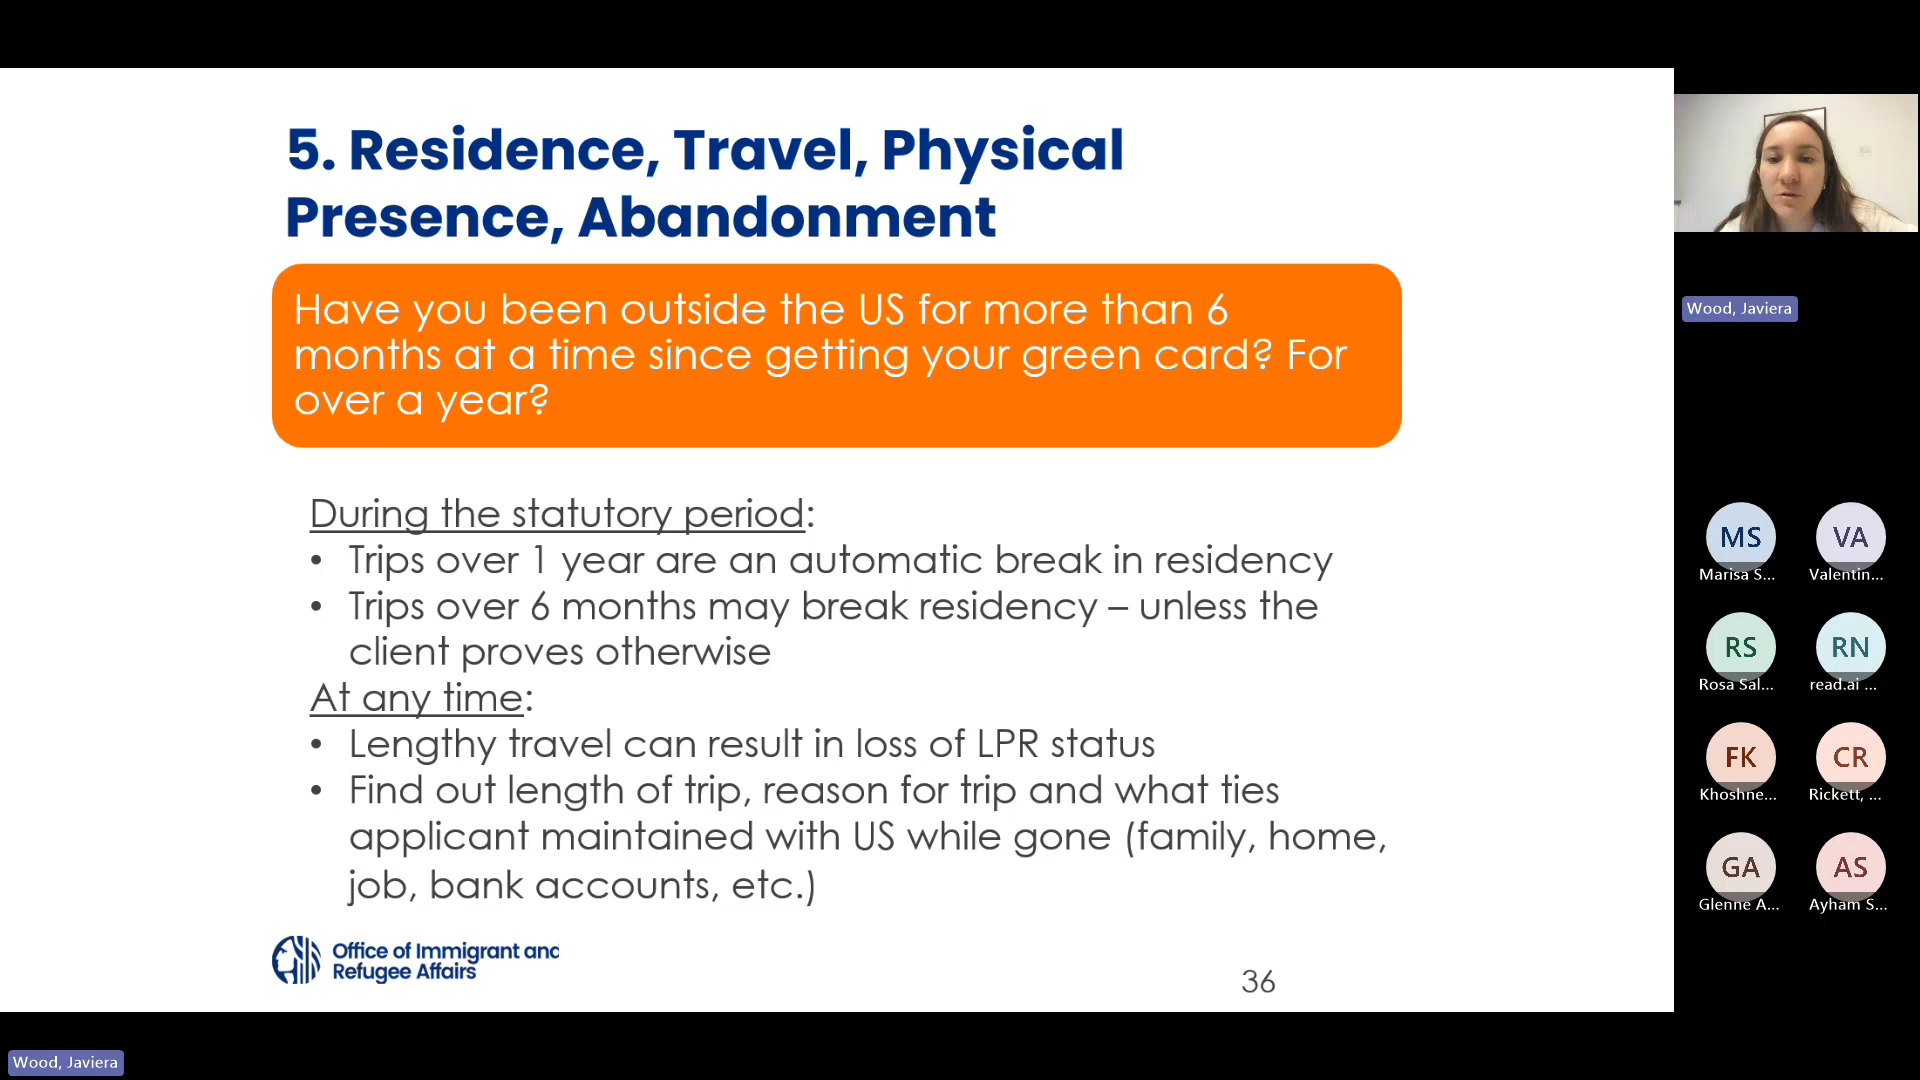 5. Residence, Travel, Physical
Presence, Abandonment
Have you been outside the US for more than 6
months at a time since getting your green card? For
over a year?
During the statutory period:
• Trips over 1 year are an automatic break in residency
• Trips over 6 months may break residency – unless the
client proves otherwise
At any time:
• Lengthy travel can result in loss of LPR status
• Find out length of trip, reason for trip and what ties
applicant maintained with US while gone (family, home,
job, bank accounts, etc.)
Office of Immigrant and
Refugee Affairs
36
Wood, Javiera
MS
VA
Marisa S...
Valentin...
RS
RN
Rosa Sal...
read.ai ...
FK
CR
Khoshne...
Rickett, ...
GA
AS
Glenne A...
Ayham S...
Wood, Javiera